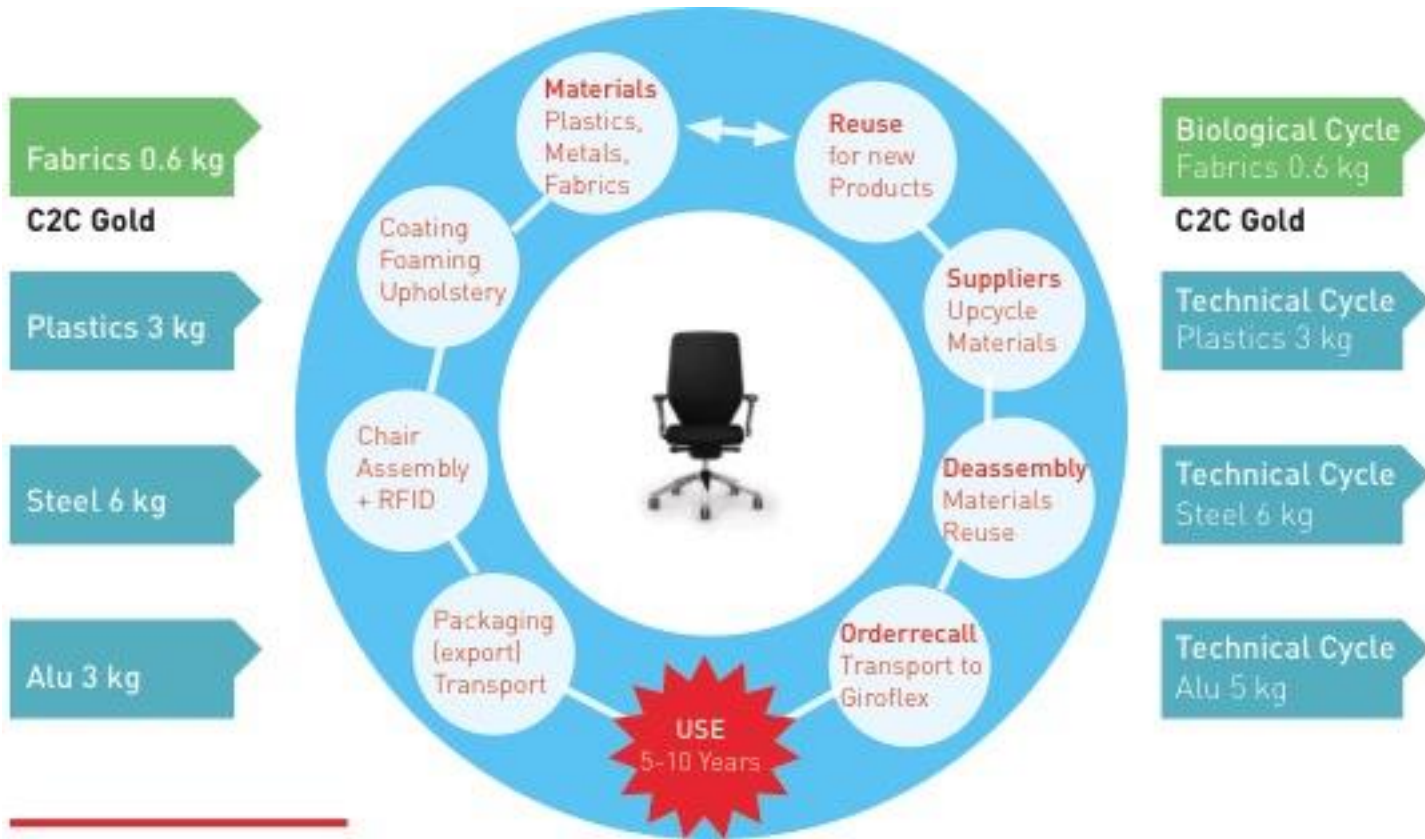 Fabrics 0.6 kg
C2C Gold
Plastics 3 kg
Steel 6 kg
Alu 3 kg
Materials
Plastics,
Metals,
Fabrics
Coating
Foaming
Upholstery
Chair
Assembly
+ RFID
Packaging
(export)
Transport
USE
5-10 Years
Orderrecall
Transport to
Giroflex
Deassembly
Materials
Reuse
Suppliers
Upcycle
Materials
Reuse
for new
Products
Biological Cycle
Fabrics 0.6 kg
C2C Gold
Technical Cycle
Plastics 3 kg
Technical Cycle
Steel 6 kg
Technical Cycle
Alu 5 kg